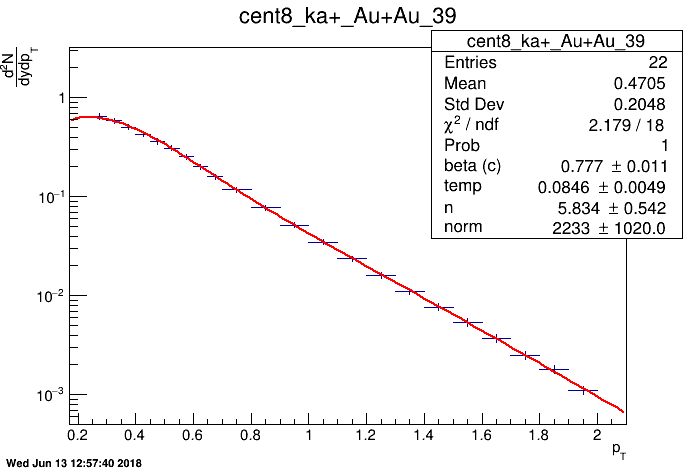 cent8_ka+_Au+Au_39
d²N
dydp_T
cent8_ka+_Au+Au_39
Entries 22
Mean 0.4705
Std Dev 0.2048
χ² / ndf 2.179 / 18
Prob 1
beta (c) 0.777 ± 0.011
temp 0.0846 ± 0.0049
n 5.834 ± 0.542
norm 2233 ± 1020.0
1
10⁻¹
10⁻²
10⁻³
0.2 0.4 0.6 0.8 1 1.2 1.4 1.6 1.8 2
p_T
Wed Jun 13 12:57:40 2018